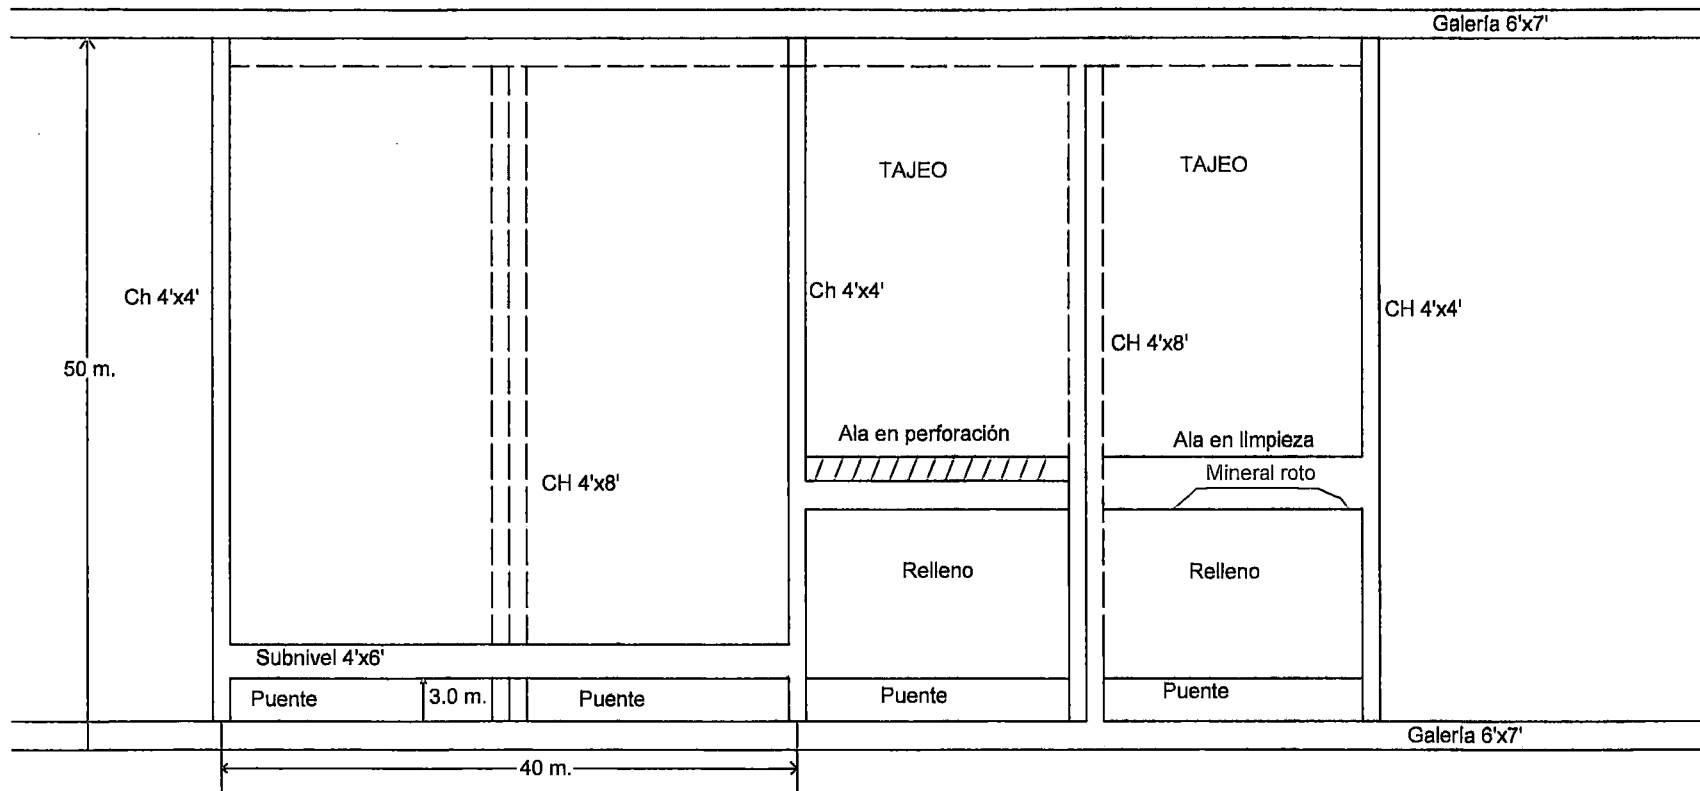 Galería 6'x7'
TAJEO
TAJEO
Ch 4'x4'
Ch 4'x4'
CH 4'x4'
CH 4'x8'
50 m.
Ala en perforación
Ala en limpieza
Mineral roto
CH 4'x8'
Relleno
Relleno
Subnivel 4'x6'
Puente
3.0 m.
Puente
Puente
Puente
Galería 6'x7'
40 m.